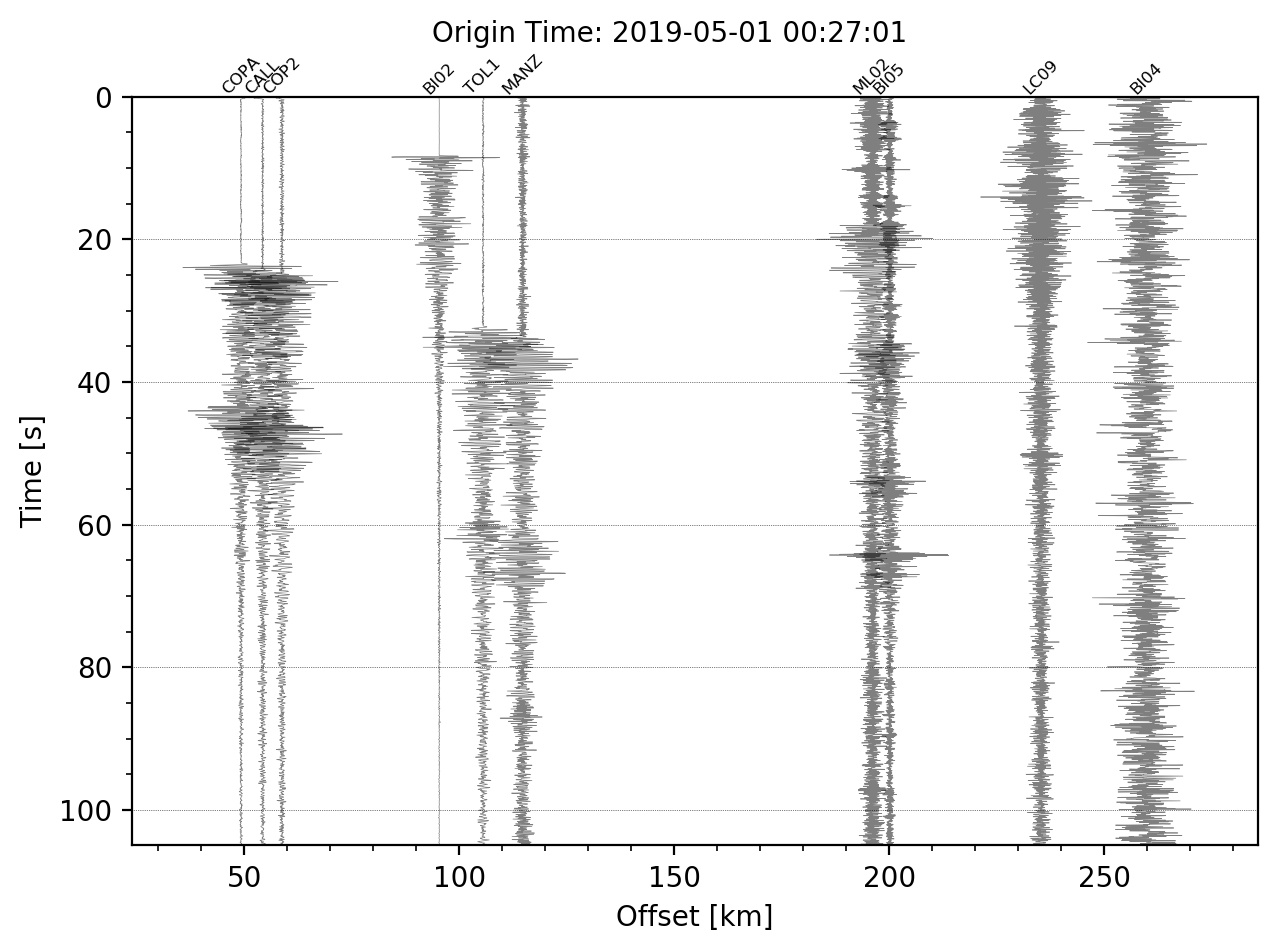 Origin Time: 2019-05-01 00:27:01
COPA CALL COP2 BI02 TOL1 MANZ ML02 BI05 LC09 BI04
0
20
40
60
80
100
Time [s]
50 100 150 200 250
Offset [km]